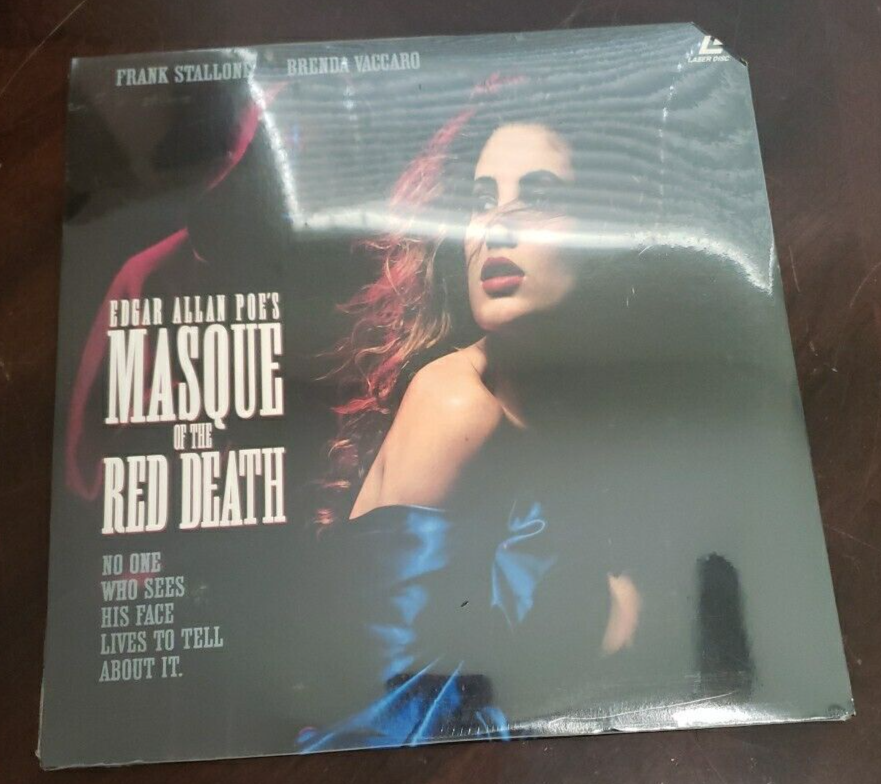 FRANK STALLONE BRENDA VACCARO
LASER DISC
EDGAR ALLAN POE'S
MASQUE
OF THE
RED DEATH
NO ONE
WHO SEES
HIS FACE
LIVES TO TELL
ABOUT IT.